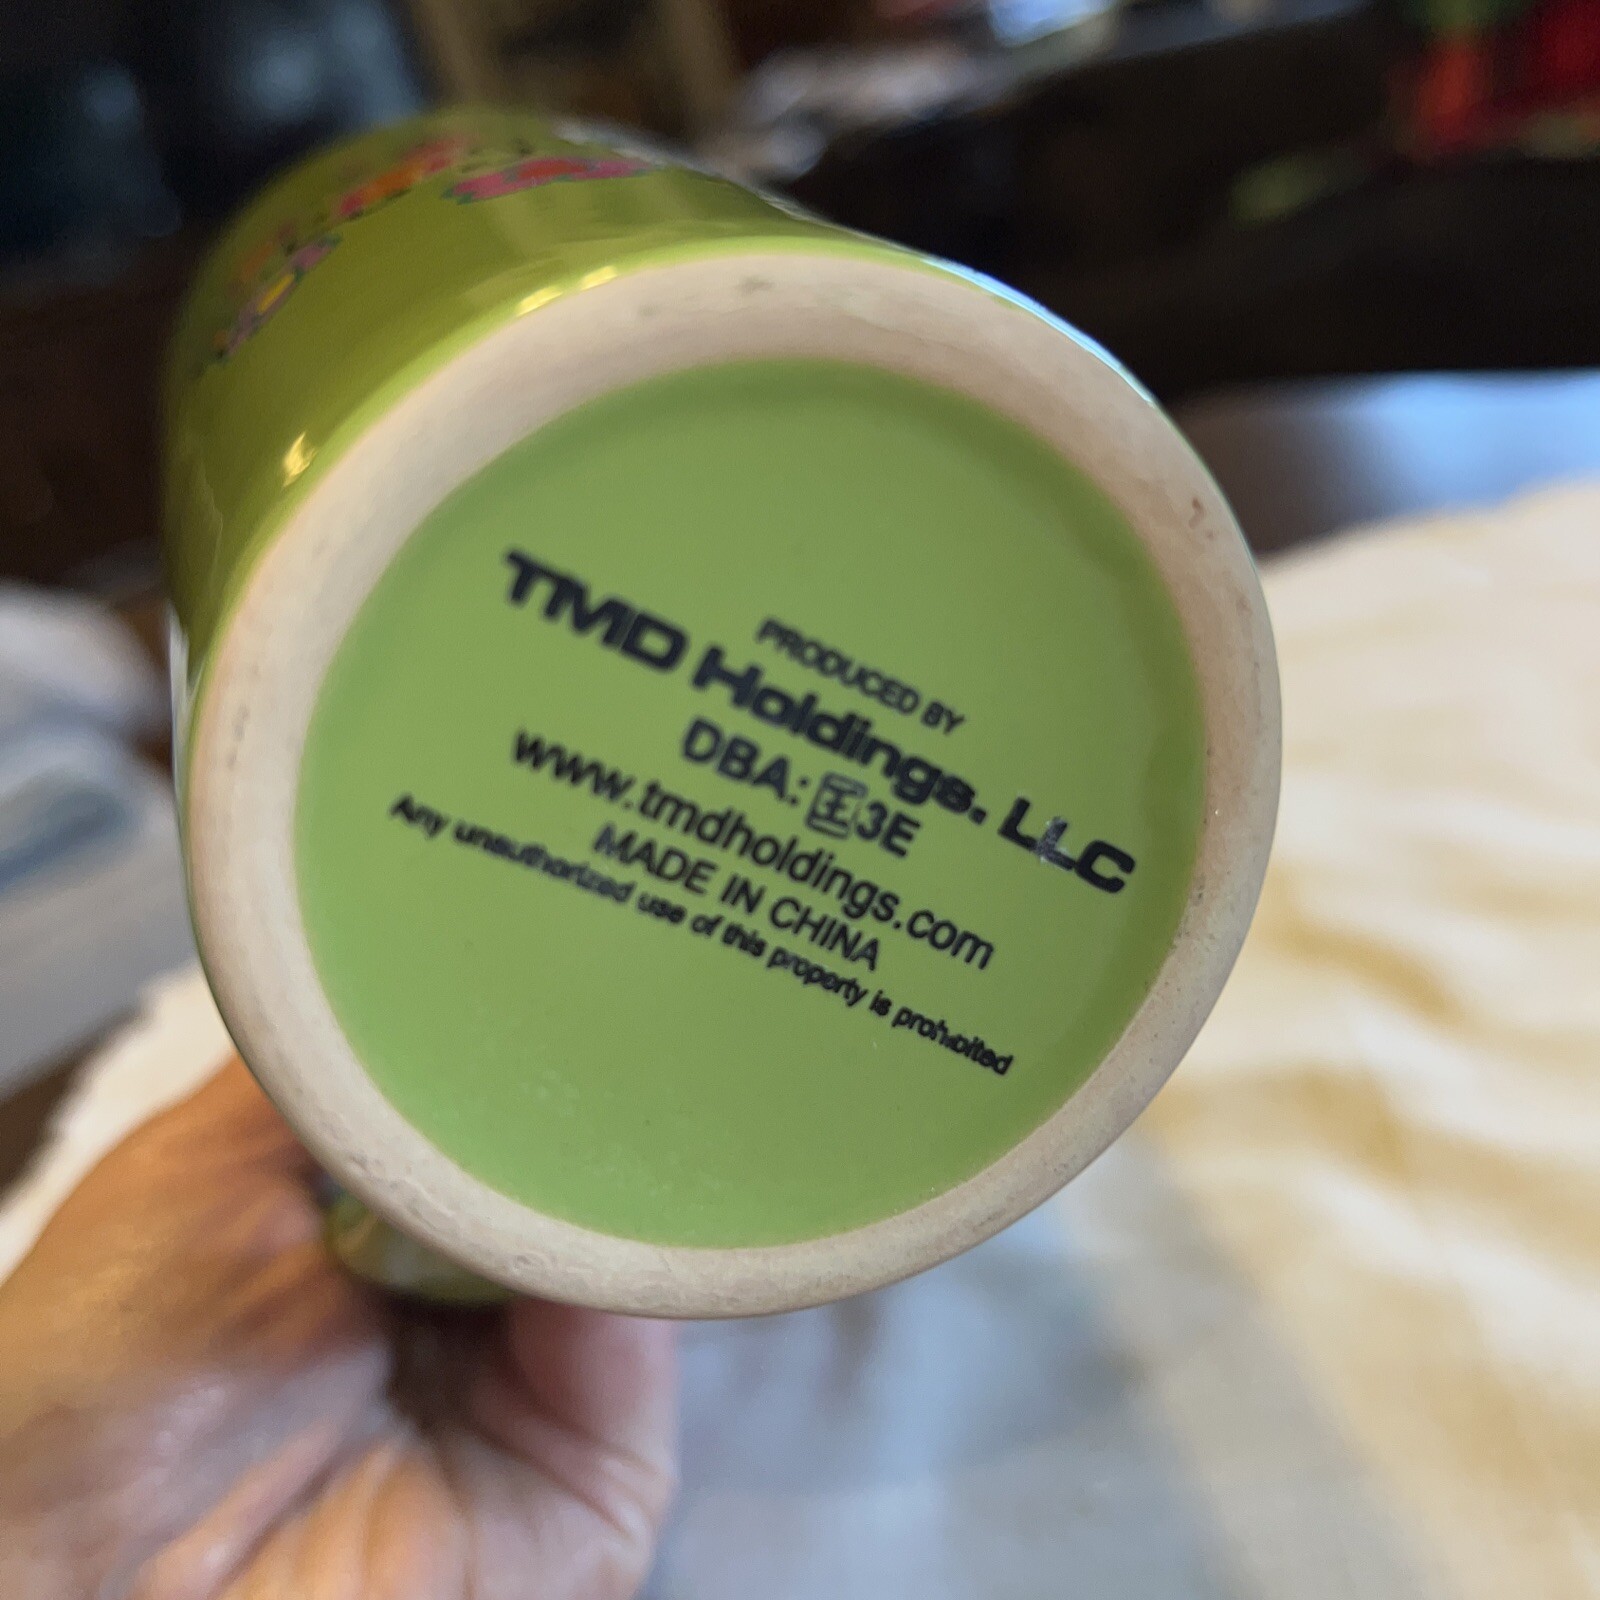 PRODUCED BY
TMD Holdings, LLC
DBA: E3E
www.tmdholdings.com
MADE IN CHINA
Any unauthorized use of this property is prohibited